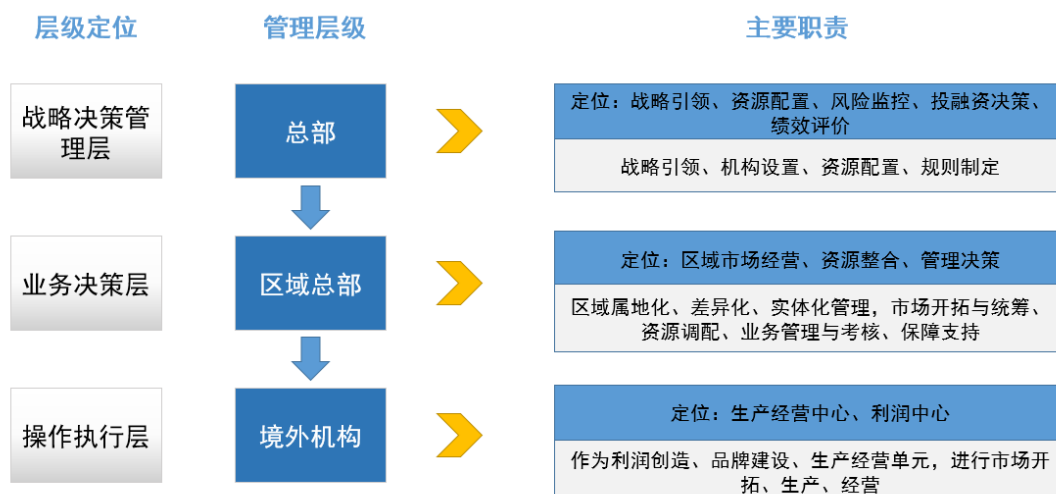 层级定位
管理层级
主要职责
战略决策管
理层
总部
定位：战略引领、资源配置、风险监控、投融资决策、
绩效评价
战略引领、机构设置、资源配置、规则制定
业务决策层
区域总部
定位：区域市场经营、资源整合、管理决策
区域属地化、差异化、实体化管理，市场开拓与统筹、
资源调配、业务管理与考核、保障支持
操作执行层
境外机构
定位：生产经营中心、利润中心
作为利润创造、品牌建设、生产经营单元，进行市场开
拓、生产、经营